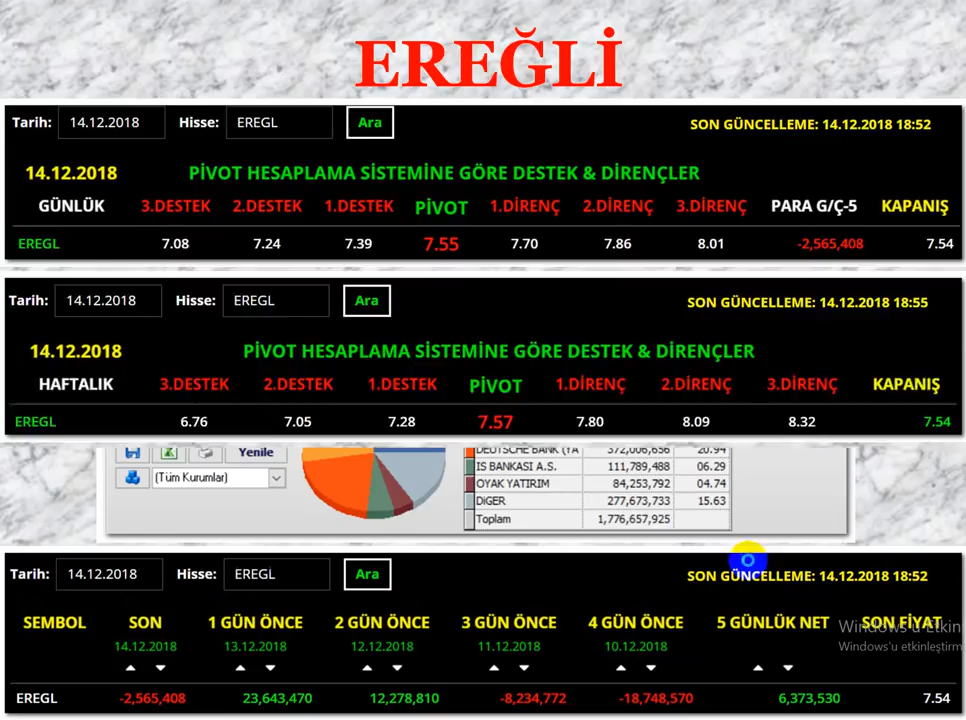 EREĞLİ
Tarih: 14.12.2018 Hisse: EREGL Ara SON GÜNCELLEME: 14.12.2018 18:52
14.12.2018 PİVOT HESAPLAMA SİSTEMİNE GÖRE DESTEK & DİRENÇLER
GÜNLÜK 3.DESTEK 2.DESTEK 1.DESTEK PİVOT 1.DİRENÇ 2.DİRENÇ 3.DİRENÇ PARA G/Ç-5 KAPANIŞ
EREGL 7.08 7.24 7.39 7.55 7.70 7.86 8.01 -2,565,408 7.54
Tarih: 14.12.2018 Hisse: EREGL Ara SON GÜNCELLEME: 14.12.2018 18:55
14.12.2018 PİVOT HESAPLAMA SİSTEMİNE GÖRE DESTEK & DİRENÇLER
HAFTALIK 3.DESTEK 2.DESTEK 1.DESTEK PİVOT 1.DİRENÇ 2.DİRENÇ 3.DİRENÇ KAPANIŞ
EREGL 6.76 7.05 7.28 7.57 7.80 8.09 8.32 7.54
Yenile DEUTSCHE BANK (YA 372,006,656 20.94
(Tüm Kurumlar) IS BANKASI A.S. 111,789,488 06.29
OYAK YATIRIM 84,253,792 04.74
DiGER 277,673,733 15.63
Toplam 1,776,657,925
Tarih: 14.12.2018 Hisse: EREGL Ara SON GÜNCELLEME: 14.12.2018 18:52
SEMBOL SON 1 GÜN ÖNCE 2 GÜN ÖNCE 3 GÜN ÖNCE 4 GÜN ÖNCE 5 GÜNLÜK NET SON FİYAT
Windows'u Etkin
14.12.2018 13.12.2018 12.12.2018 11.12.2018 10.12.2018
Windows'u etkinleştirm
EREGL -2,565,408 23,643,470 12,278,810 -8,234,772 -18,748,570 6,373,530 7.54